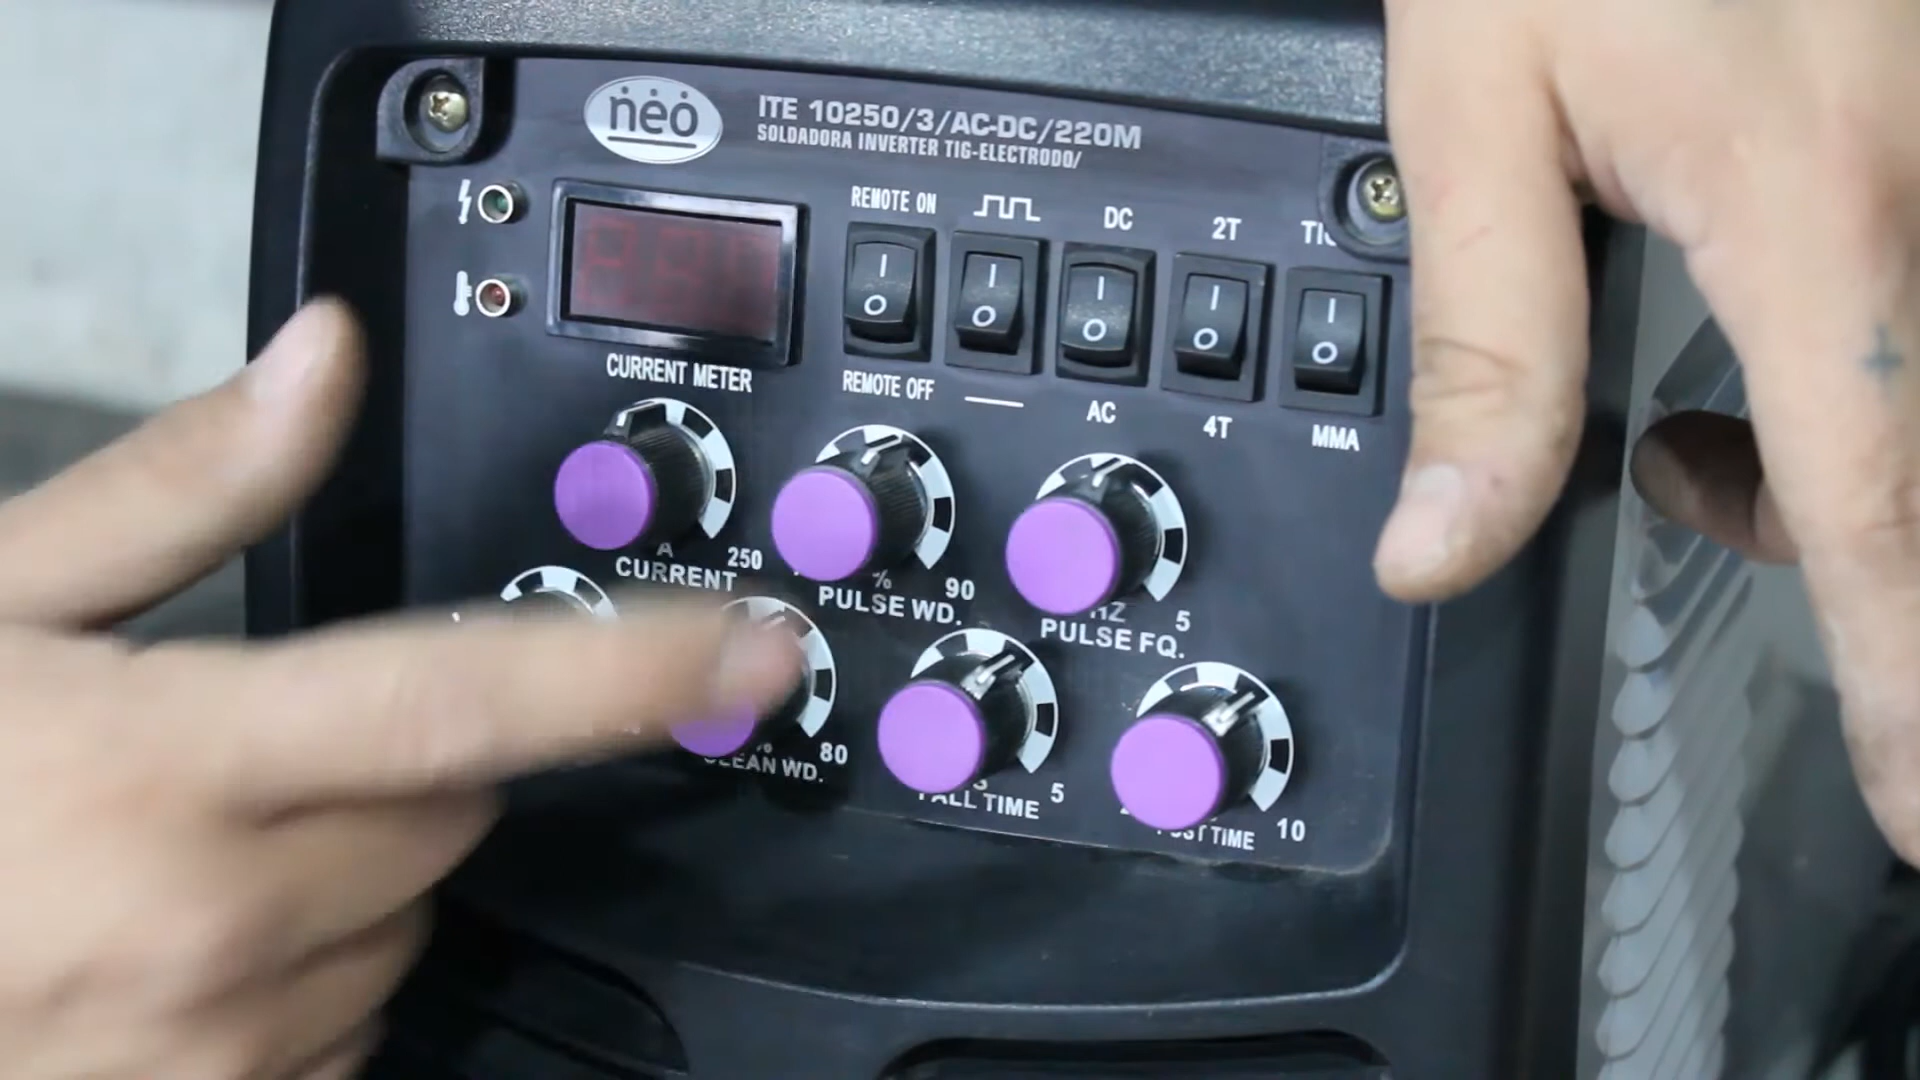 neo
ITE 10250/3/AC-DC/220M
SOLDADORA INVERTER TIG-ELECTRODO/
REMOTE ON
DC
2T
REMOTE OFF
AC
4T
MMA
CURRENT METER
A
250
CURRENT
%
90
PULSE WD.
HZ
5
PULSE FQ.
%
80
CLEAN WD.
S
5
FALL TIME
10
POST TIME